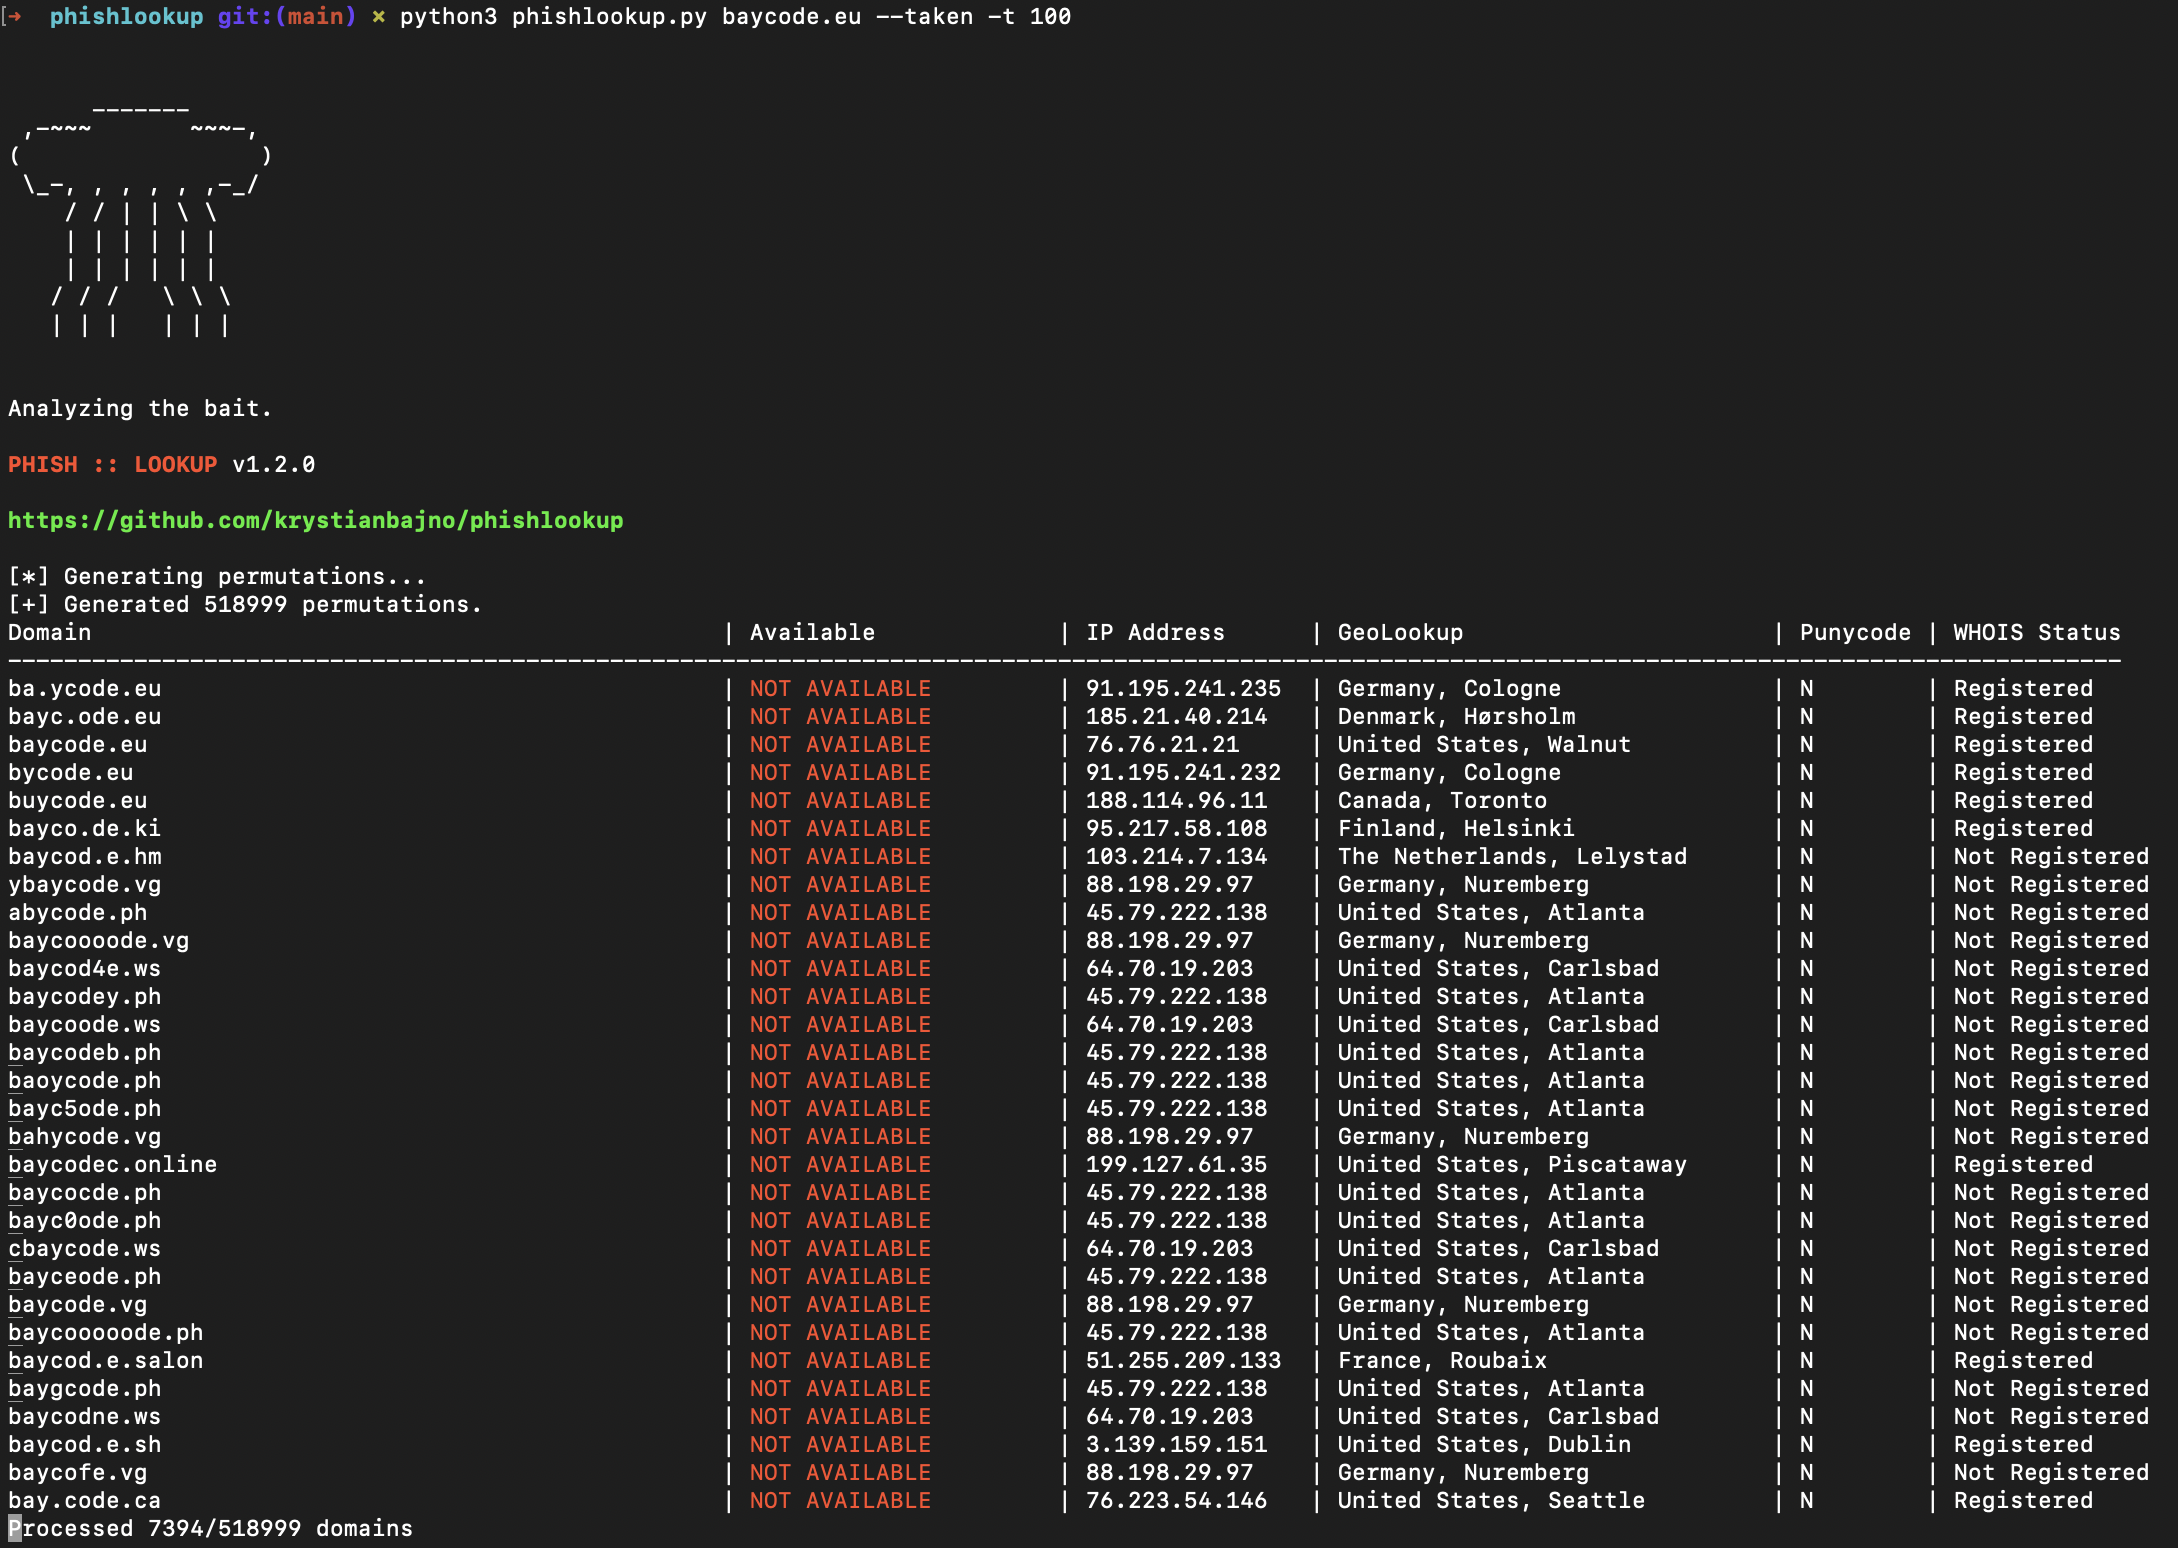 [➜  phishlookup git:(main) ✗ python3 phishlookup.py baycode.eu --taken -t 100
      _______
 ,-~~~       ~~~-,
(                 )
 \_-, , , , , ,-_/
    / / | | \ \
    | | | | | |
    | | | | | |
   / / /   \ \ \
   | | |   | | |
Analyzing the bait.
PHISH :: LOOKUP v1.2.0
https://github.com/krystianbajno/phishlookup
[*] Generating permutations...
[+] Generated 518999 permutations.
Domain | Available | IP Address | GeoLookup | Punycode | WHOIS Status
-------------------------------------------------------------------------------------------------------------------------------------------------------
ba.ycode.eu | NOT AVAILABLE | 91.195.241.235 | Germany, Cologne | N | Registered
bayc.ode.eu | NOT AVAILABLE | 185.21.40.214 | Denmark, Hørsholm | N | Registered
baycode.eu | NOT AVAILABLE | 76.76.21.21 | United States, Walnut | N | Registered
bycode.eu | NOT AVAILABLE | 91.195.241.232 | Germany, Cologne | N | Registered
buycode.eu | NOT AVAILABLE | 188.114.96.11 | Canada, Toronto | N | Registered
bayco.de.ki | NOT AVAILABLE | 95.217.58.108 | Finland, Helsinki | N | Registered
baycod.e.hm | NOT AVAILABLE | 103.214.7.134 | The Netherlands, Lelystad | N | Not Registered
ybaycode.vg | NOT AVAILABLE | 88.198.29.97 | Germany, Nuremberg | N | Not Registered
abycode.ph | NOT AVAILABLE | 45.79.222.138 | United States, Atlanta | N | Not Registered
baycoooode.vg | NOT AVAILABLE | 88.198.29.97 | Germany, Nuremberg | N | Not Registered
baycod4e.ws | NOT AVAILABLE | 64.70.19.203 | United States, Carlsbad | N | Not Registered
baycodey.ph | NOT AVAILABLE | 45.79.222.138 | United States, Atlanta | N | Not Registered
baycoode.ws | NOT AVAILABLE | 64.70.19.203 | United States, Carlsbad | N | Not Registered
baycodeb.ph | NOT AVAILABLE | 45.79.222.138 | United States, Atlanta | N | Not Registered
baoycode.ph | NOT AVAILABLE | 45.79.222.138 | United States, Atlanta | N | Not Registered
bayc5ode.ph | NOT AVAILABLE | 45.79.222.138 | United States, Atlanta | N | Not Registered
bahycode.vg | NOT AVAILABLE | 88.198.29.97 | Germany, Nuremberg | N | Not Registered
baycodec.online | NOT AVAILABLE | 199.127.61.35 | United States, Piscataway | N | Registered
baycocde.ph | NOT AVAILABLE | 45.79.222.138 | United States, Atlanta | N | Not Registered
bayc0ode.ph | NOT AVAILABLE | 45.79.222.138 | United States, Atlanta | N | Not Registered
cbaycode.ws | NOT AVAILABLE | 64.70.19.203 | United States, Carlsbad | N | Not Registered
bayceode.ph | NOT AVAILABLE | 45.79.222.138 | United States, Atlanta | N | Not Registered
baycode.vg | NOT AVAILABLE | 88.198.29.97 | Germany, Nuremberg | N | Not Registered
baycooooode.ph | NOT AVAILABLE | 45.79.222.138 | United States, Atlanta | N | Not Registered
baycod.e.salon | NOT AVAILABLE | 51.255.209.133 | France, Roubaix | N | Registered
baygcode.ph | NOT AVAILABLE | 45.79.222.138 | United States, Atlanta | N | Not Registered
baycodne.ws | NOT AVAILABLE | 64.70.19.203 | United States, Carlsbad | N | Not Registered
baycod.e.sh | NOT AVAILABLE | 3.139.159.151 | United States, Dublin | N | Registered
baycofe.vg | NOT AVAILABLE | 88.198.29.97 | Germany, Nuremberg | N | Not Registered
bay.code.ca | NOT AVAILABLE | 76.223.54.146 | United States, Seattle | N | Registered
Processed 7394/518999 domains